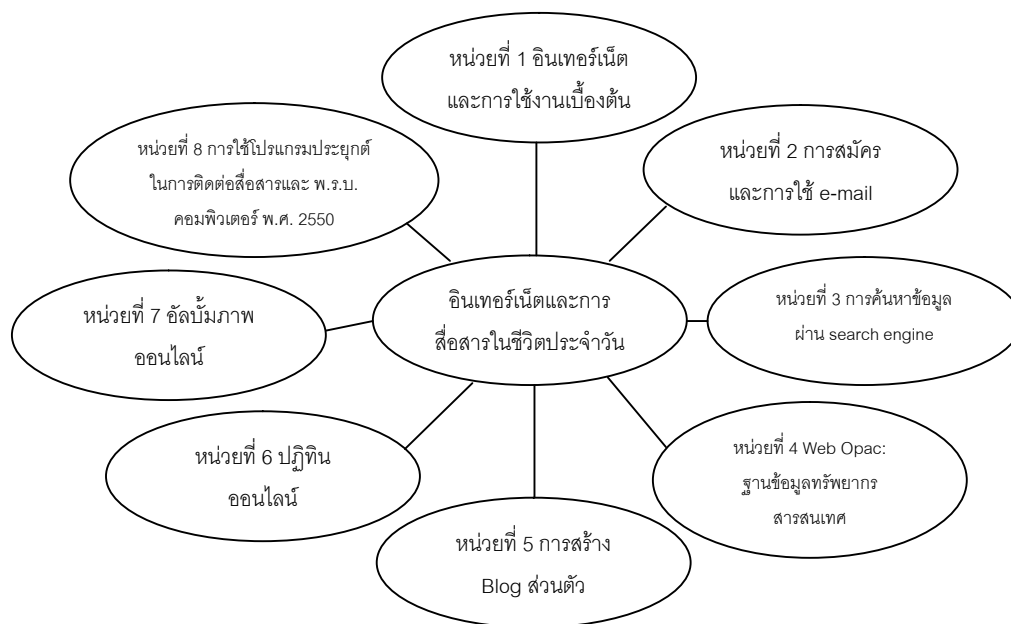 หน่วยที่ 1 อินเทอร์เน็ต
และการใช้งานเบื้องต้น
หน่วยที่ 2 การสมัคร
และการใช้ e-mail
หน่วยที่ 3 การค้นหาข้อมูล
ผ่าน search engine
หน่วยที่ 4 Web Opac:
ฐานข้อมูลทรัพยากร
สารสนเทศ
หน่วยที่ 5 การสร้าง
Blog ส่วนตัว
หน่วยที่ 6 ปฏิทิน
ออนไลน์
หน่วยที่ 7 อัลบั้มภาพ
ออนไลน์
หน่วยที่ 8 การใช้โปรแกรมประยุกต์
ในการติดต่อสื่อสารและ พ.ร.บ.
คอมพิวเตอร์ พ.ศ. 2550
อินเทอร์เน็ตและการ
สื่อสารในชีวิตประจำวัน